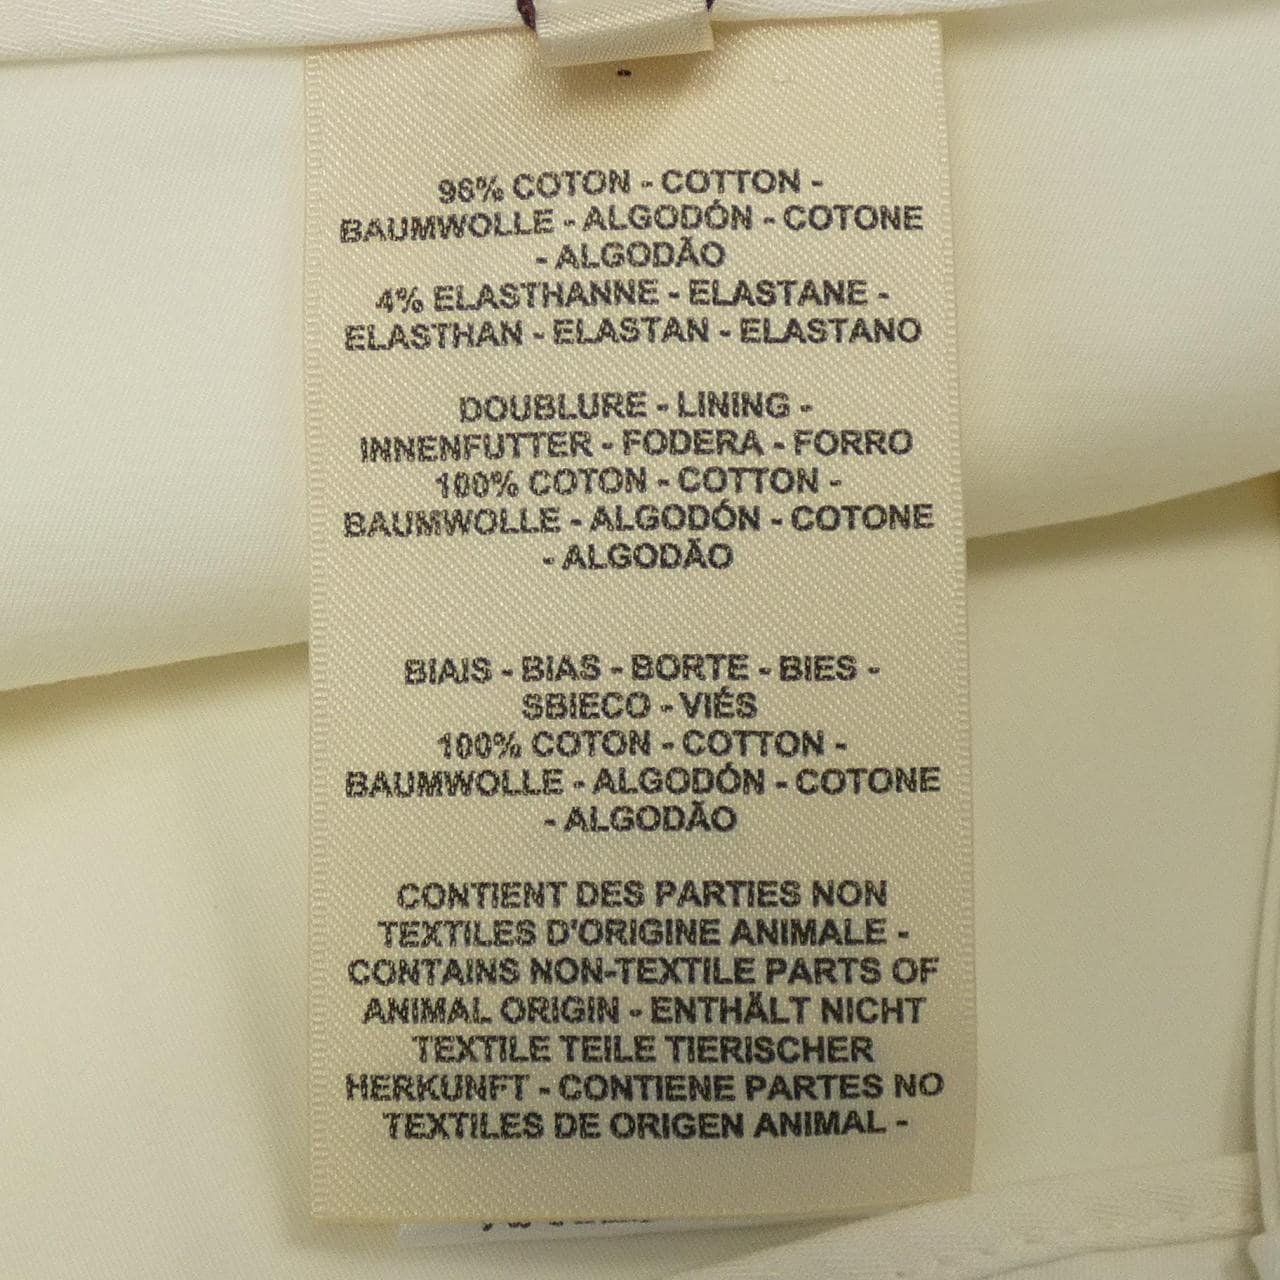 96% COTON - COTTON -
BAUMWOLLE - ALGODÓN - COTONE
- ALGODÃO
4% ELASTHANNE - ELASTANE -
ELASTHAN - ELASTAN - ELASTANO
DOUBLURE - LINING -
INNENFUTTER - FODERA - FORRO
100% COTON - COTTON -
BAUMWOLLE - ALGODÓN - COTONE
- ALGODÃO
BIAIS - BIAS - BORTE - BIES -
SBIECO - VIÉS
100% COTON - COTTON -
BAUMWOLLE - ALGODÓN - COTONE
- ALGODÃO
CONTIENT DES PARTIES NON
TEXTILES D'ORIGINE ANIMALE -
CONTAINS NON-TEXTILE PARTS OF
ANIMAL ORIGIN - ENTHÄLT NICHT
TEXTILE TEILE TIERISCHER
HERKUNFT - CONTIENE PARTES NO
TEXTILES DE ORIGEN ANIMAL -